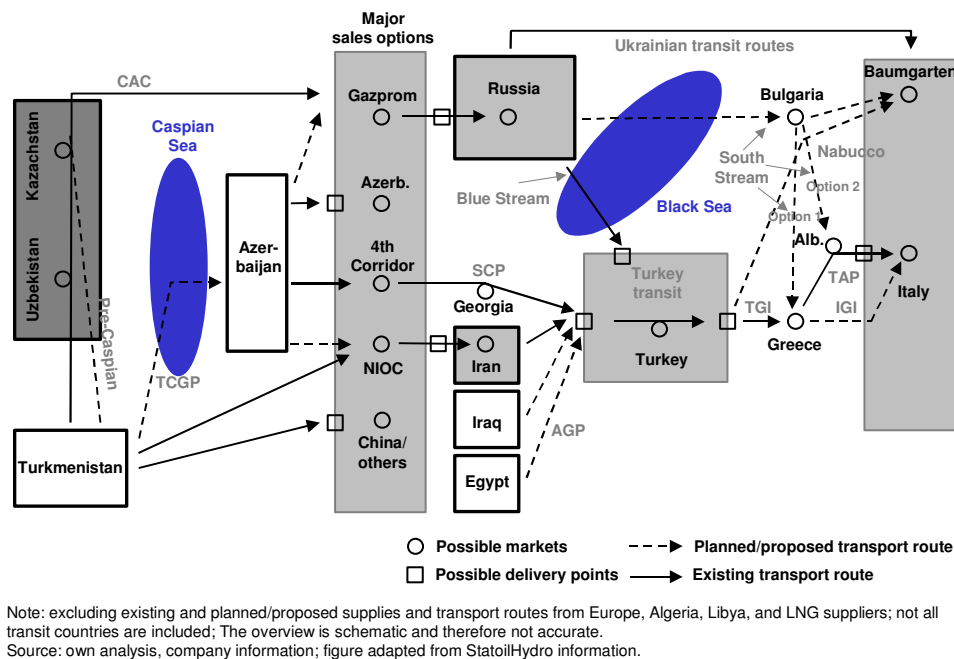 Major
sales options
Ukrainian transit routes
CAC
Baumgarten
Gazprom
Russia
Bulgaria
Kazachstan
Caspian
Sea
South
Stream
Nabucco
Option 2
Blue Stream
Azerb.
Black Sea
Option 1
Azer-
baijan
4th
Corridor
SCP
Georgia
Turkey
transit
Alb.
TAP
Uzbekistan
Pre-Caspian
Italy
TGI
IGI
Greece
TCGP
NIOC
Iran
Turkey
Iraq
AGP
China/
others
Turkmenistan
Egypt
Possible markets
Planned/proposed transport route
Possible delivery points
Existing transport route
Note: excluding existing and planned/proposed supplies and transport routes from Europe, Algeria, Libya, and LNG suppliers; not all
transit countries are included; The overview is schematic and therefore not accurate.
Source: own analysis, company information; figure adapted from StatoilHydro information.